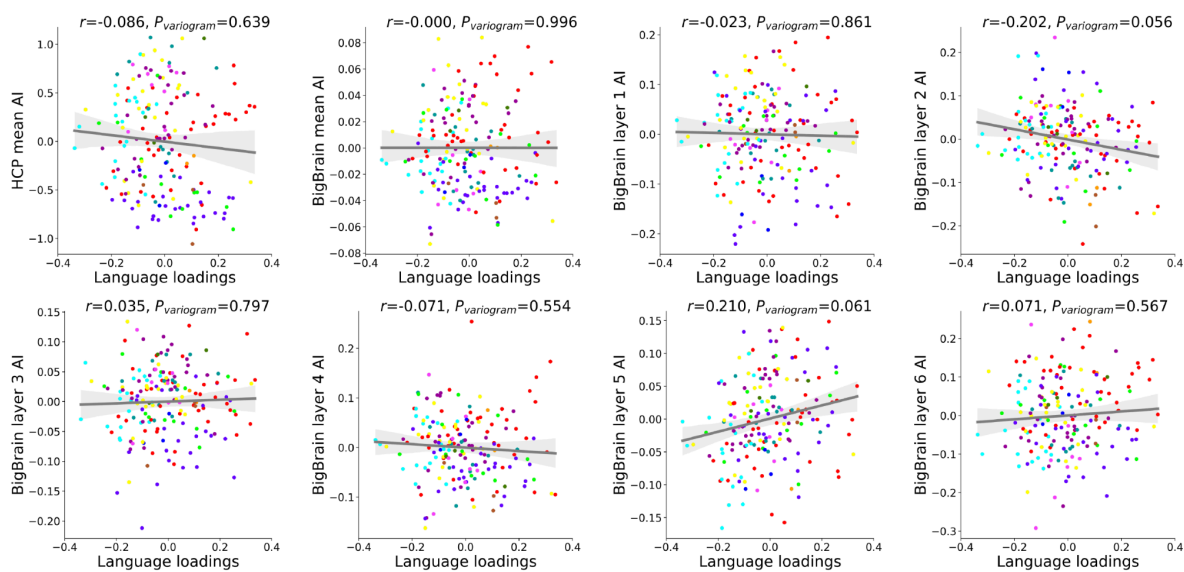 r=-0.086, Pvariogram=0.639
HCP mean AI
1.0
0.5
0.0
−0.5
−1.0
−0.4 −0.2 0.0 0.2 0.4
Language loadings
r=-0.000, Pvariogram=0.996
BigBrain mean AI
0.08
0.06
0.04
0.02
0.00
−0.02
−0.04
−0.06
−0.08
−0.4 −0.2 0.0 0.2 0.4
Language loadings
r=-0.023, Pvariogram=0.861
BigBrain layer 1 AI
0.2
0.1
0.0
−0.1
−0.2
−0.4 −0.2 0.0 0.2 0.4
Language loadings
r=-0.202, Pvariogram=0.056
BigBrain layer 2 AI
0.2
0.1
0.0
−0.1
−0.2
−0.4 −0.2 0.0 0.2 0.4
Language loadings
r=0.035, Pvariogram=0.797
BigBrain layer 3 AI
0.15
0.10
0.05
0.00
−0.05
−0.10
−0.15
−0.20
−0.4 −0.2 0.0 0.2 0.4
Language loadings
r=-0.071, Pvariogram=0.554
BigBrain layer 4 AI
0.2
0.1
0.0
−0.1
−0.4 −0.2 0.0 0.2 0.4
Language loadings
r=0.210, Pvariogram=0.061
BigBrain layer 5 AI
0.15
0.10
0.05
0.00
−0.05
−0.10
−0.15
−0.4 −0.2 0.0 0.2 0.4
Language loadings
r=0.071, Pvariogram=0.567
BigBrain layer 6 AI
0.2
0.1
0.0
−0.1
−0.2
−0.3
−0.4 −0.2 0.0 0.2 0.4
Language loadings